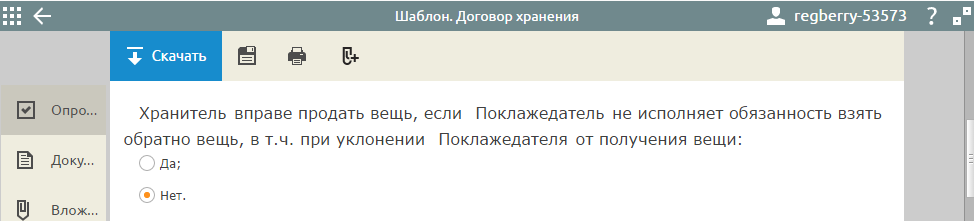 Шаблон. Договор хранения
regberry-53573
?
Скачать
Хранитель вправе продать вещь, если Поклажедатель не исполняет обязанность взять
обратно вещь, в т.ч. при уклонении Поклажедателя от получения вещи:
Да;
Нет.
Опро...
Доку...
Влож...